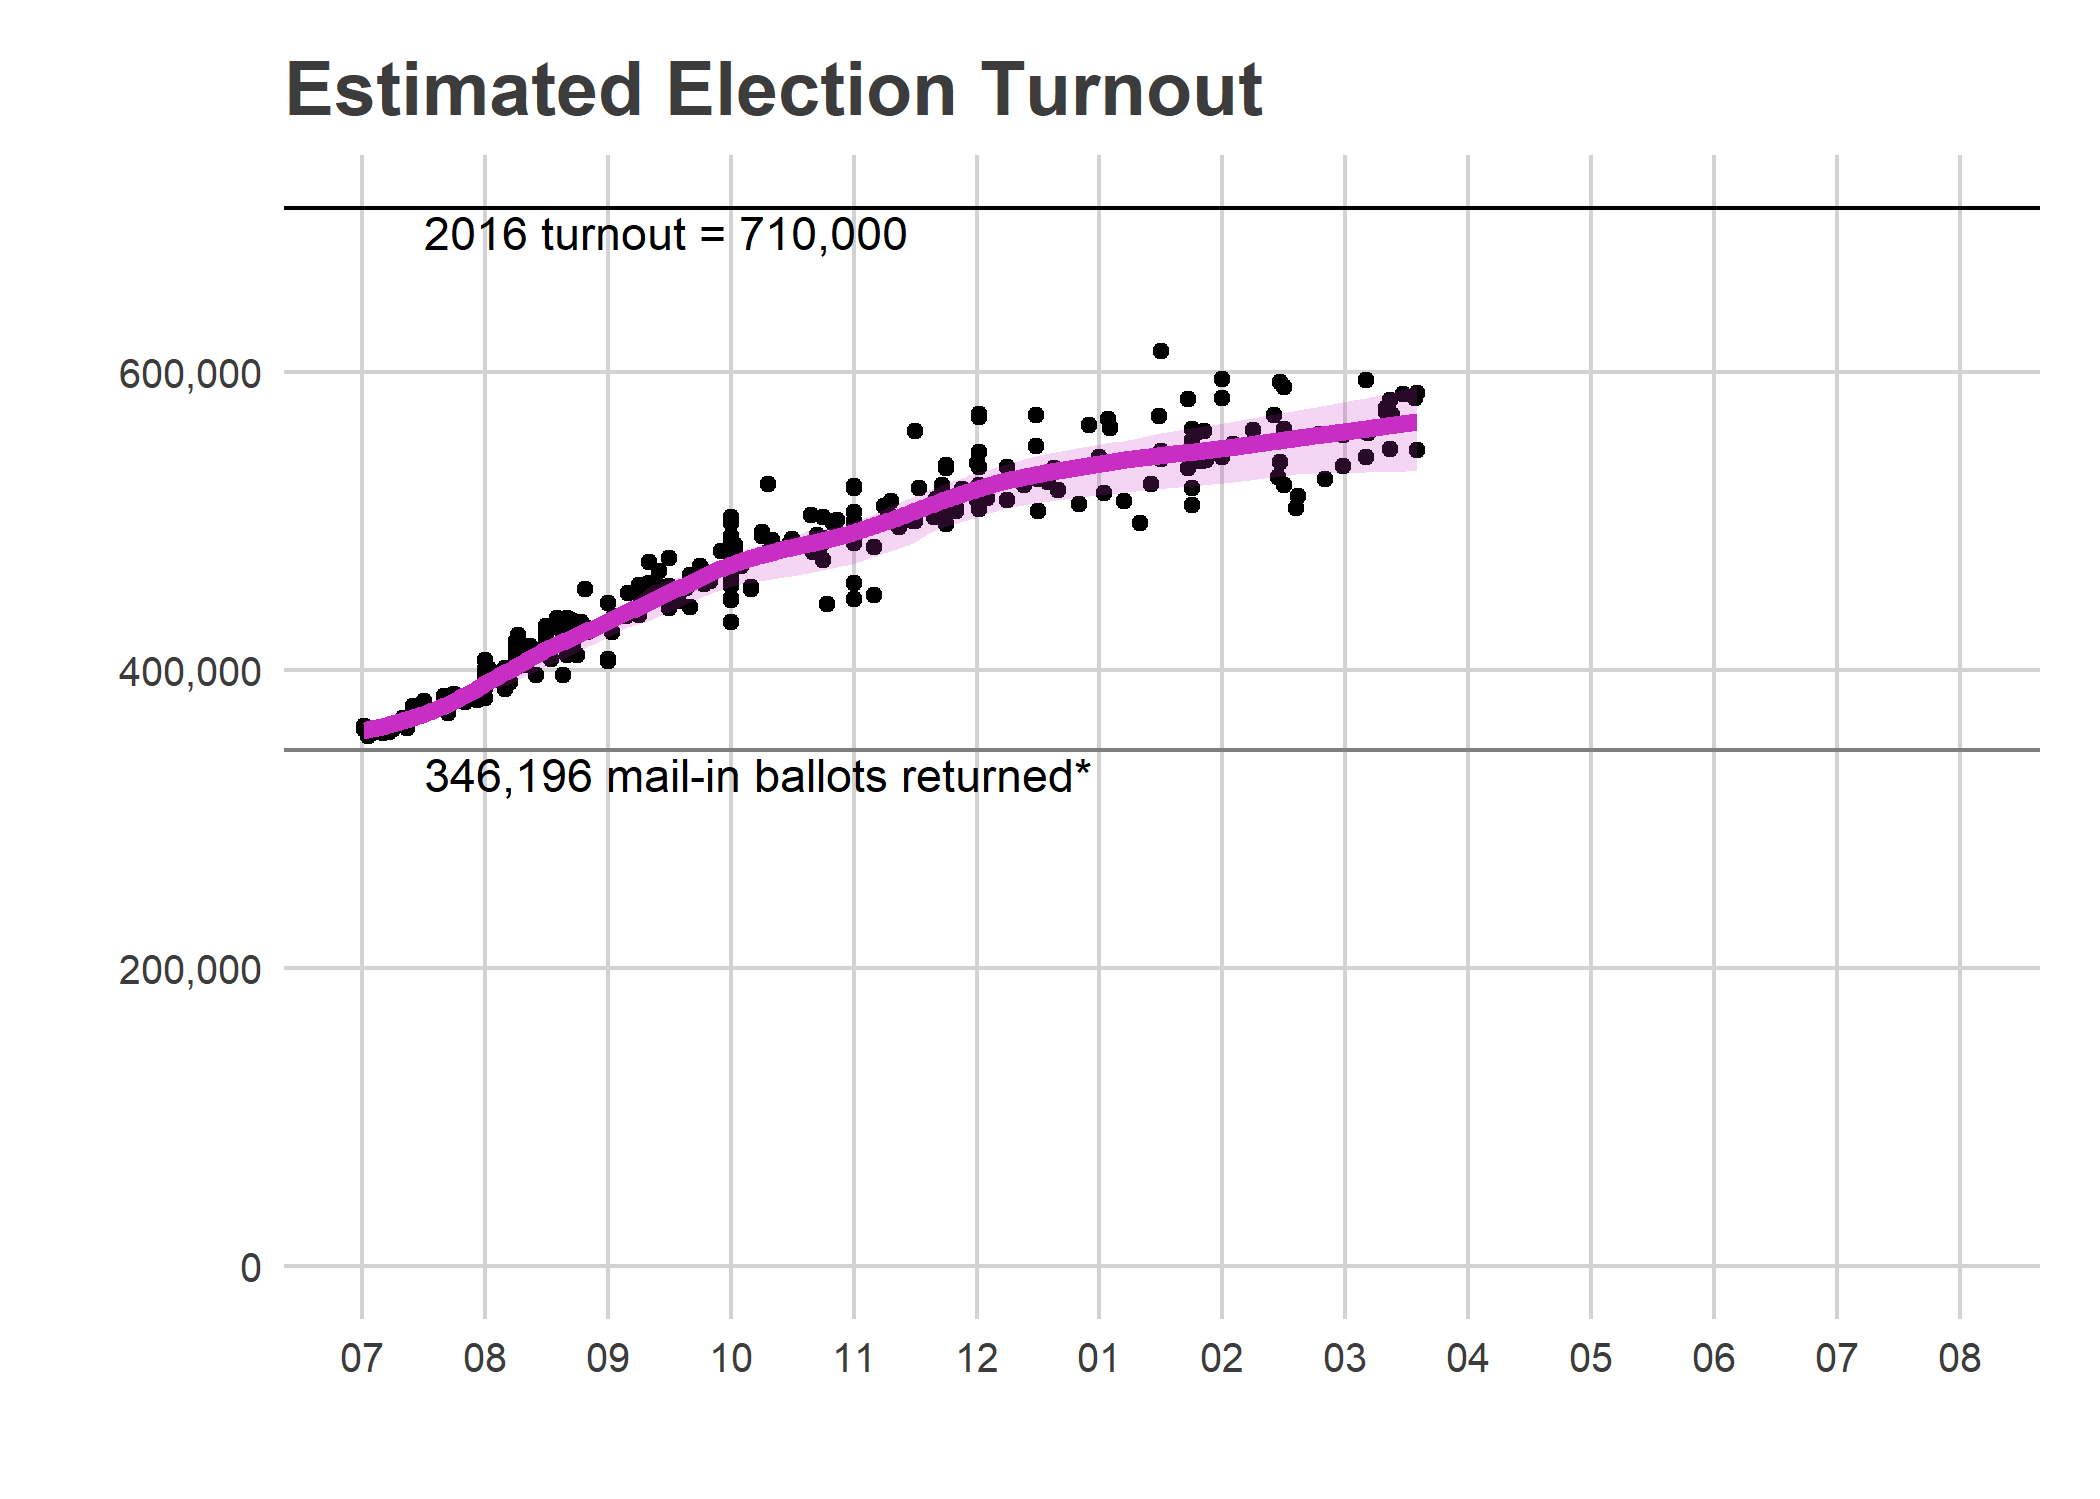 Estimated Election Turnout
2016 turnout = 710,000
600,000
400,000
346,196 mail-in ballots returned*
200,000
0
07 08 09 10 11 12 01 02 03 04 05 06 07 08